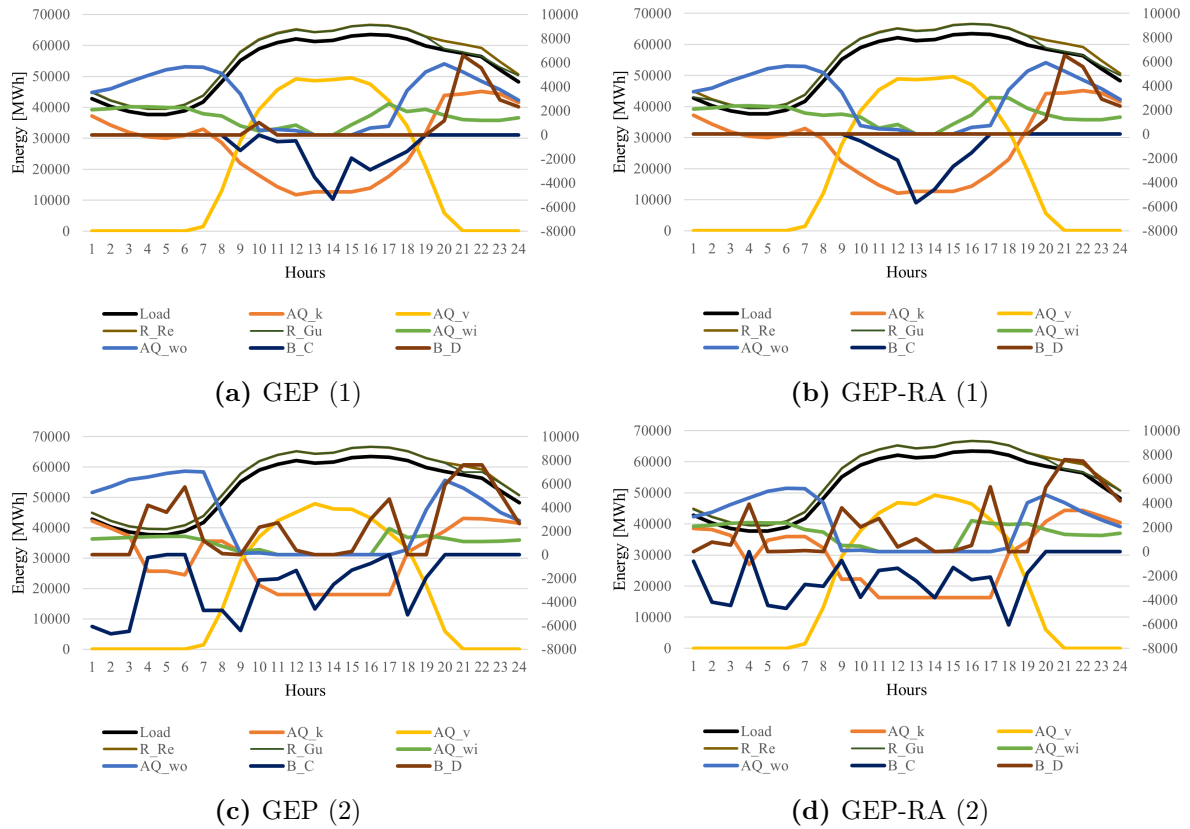 70000 10000
60000 8000
50000 6000
40000 4000
30000 2000
20000 0
10000 -2000
0 -4000
-6000
-8000
Energy [MWh]
1 2 3 4 5 6 7 8 9 10 11 12 13 14 15 16 17 18 19 20 21 22 23 24
Hours
Load AQ_k AQ_v
R_Re R_Gu AQ_wi
AQ_wo B_C B_D
(a) GEP (1)
70000 10000
60000 8000
50000 6000
40000 4000
30000 2000
20000 0
10000 -2000
0 -4000
-6000
-8000
Energy [MWh]
1 2 3 4 5 6 7 8 9 10 11 12 13 14 15 16 17 18 19 20 21 22 23 24
Hours
Load AQ_k AQ_v
R_Re R_Gu AQ_wi
AQ_wo B_C B_D
(b) GEP-RA (1)
70000 10000
60000 8000
50000 6000
40000 4000
30000 2000
20000 0
10000 -2000
0 -4000
-6000
-8000
Energy [MWh]
1 2 3 4 5 6 7 8 9 10 11 12 13 14 15 16 17 18 19 20 21 22 23 24
Hours
Load AQ_k AQ_v
R_Re R_Gu AQ_wi
AQ_wo B_C B_D
(c) GEP (2)
70000 10000
60000 8000
50000 6000
40000 4000
30000 2000
20000 0
10000 -2000
0 -4000
-6000
-8000
Energy [MWh]
1 2 3 4 5 6 7 8 9 10 11 12 13 14 15 16 17 18 19 20 21 22 23 24
Hours
Load AQ_k AQ_v
R_Re R_Gu AQ_wi
AQ_wo B_C B_D
(d) GEP-RA (2)